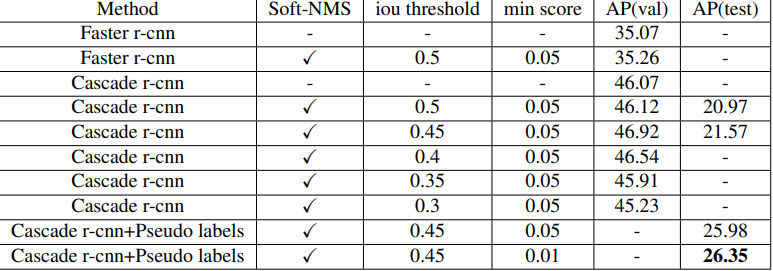 Method Soft-NMS iou threshold min score AP(val) AP(test)
Faster r-cnn - - - 35.07 -
Faster r-cnn ✓ 0.5 0.05 35.26 -
Cascade r-cnn - - - 46.07 -
Cascade r-cnn ✓ 0.5 0.05 46.12 20.97
Cascade r-cnn ✓ 0.45 0.05 46.92 21.57
Cascade r-cnn ✓ 0.4 0.05 46.54 -
Cascade r-cnn ✓ 0.35 0.05 45.91 -
Cascade r-cnn ✓ 0.3 0.05 45.23 -
Cascade r-cnn+Pseudo labels ✓ 0.45 0.05 - 25.98
Cascade r-cnn+Pseudo labels ✓ 0.45 0.01 - 26.35